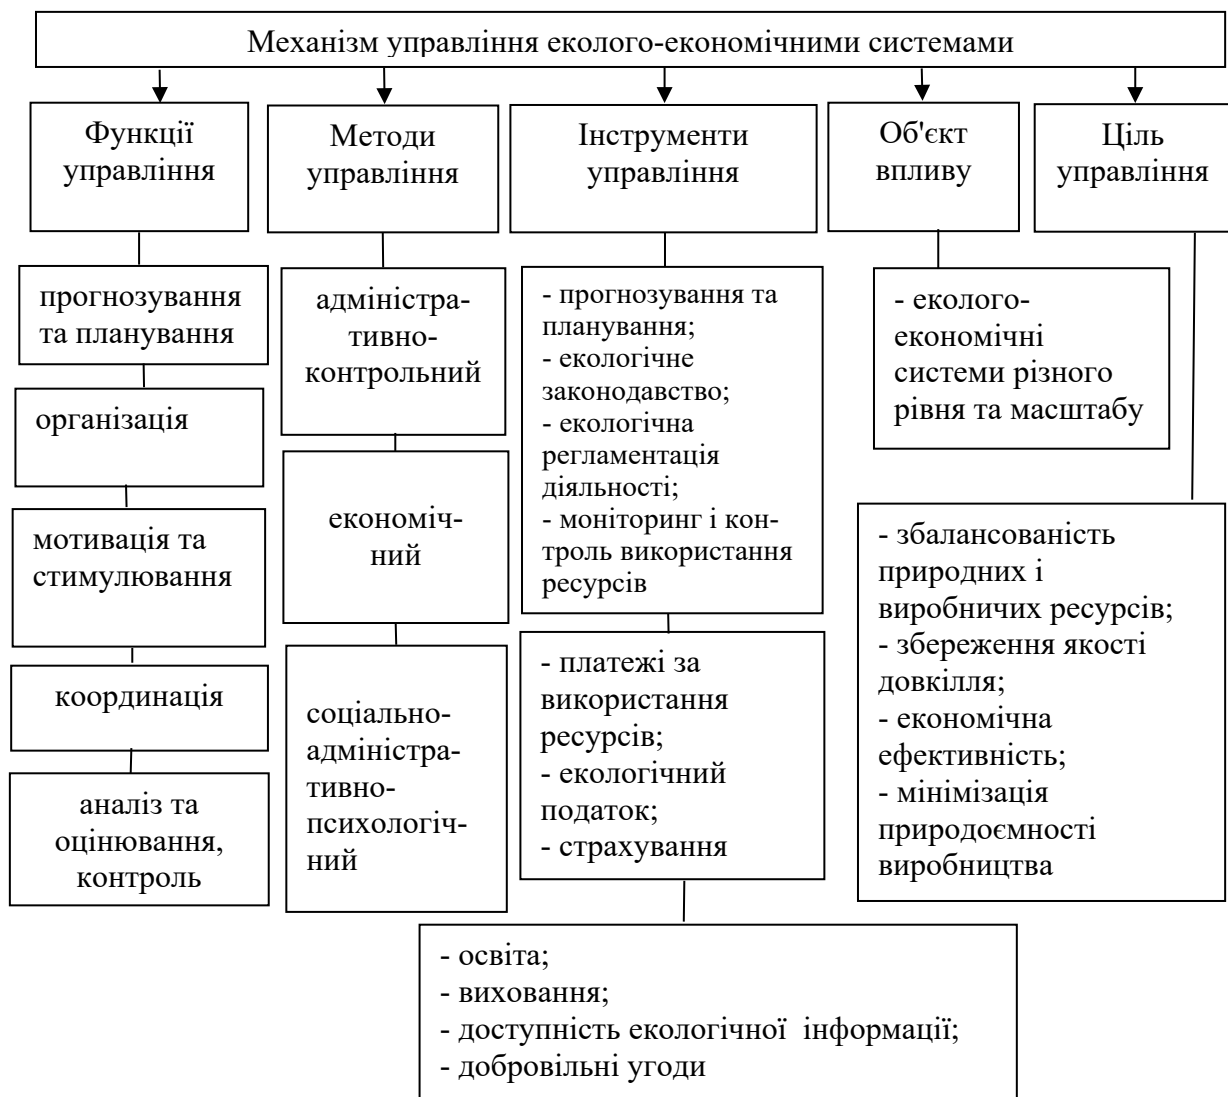 Механізм управління еколого-економічними системами
Функції
управління
Методи
управління
Інструменти
управління
Об'єкт
впливу
Ціль
управління
прогнозування
та планування
організація
мотивація та
стимулювання
координація
аналіз та
оцінювання,
контроль
адміністра-
тивно-
контрольний
економіч-
ний
соціально-
адміністра-
тивно-
психологіч-
ний
- прогнозування та
планування;
- екологічне
законодавство;
- екологічна
регламентація
діяльності;
- моніторинг і кон-
троль використання
ресурсів
- платежі за
використання
ресурсів;
- екологічний
податок;
- страхування
- освіта;
- виховання;
- доступність екологічної  інформації;
- добровільні угоди
- еколого-
економічні
системи різного
рівня та масштабу
- збалансованість
природних і
виробничих ресурсів;
- збереження якості
довкілля;
- економічна
ефективність;
- мінімізація
природоємності
виробництва